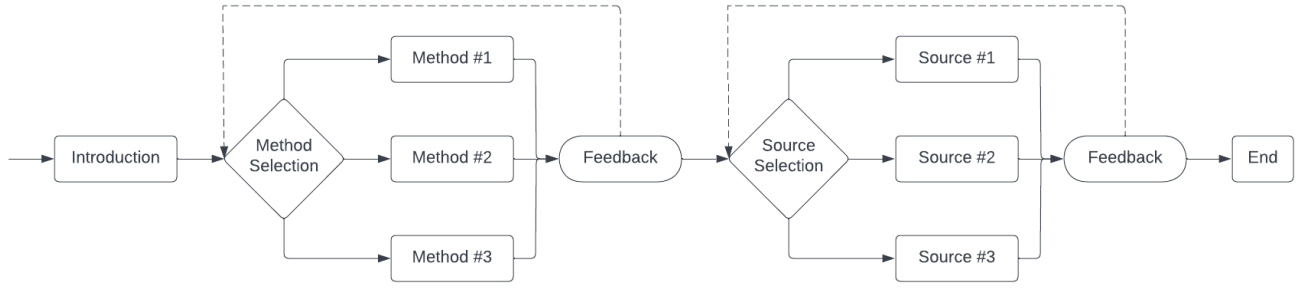 Introduction
Method
Selection
Method #1
Method #2
Method #3
Feedback
Source
Selection
Source #1
Source #2
Source #3
Feedback
End